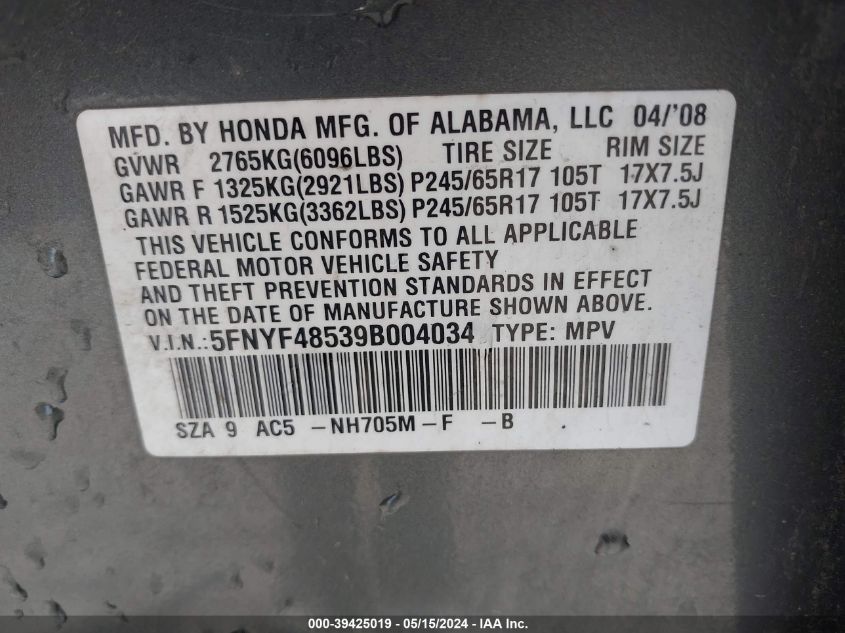 MFD. BY HONDA MFG. OF ALABAMA, LLC 04/'08
GVWR 2765KG(6096LBS) TIRE SIZE RIM SIZE
GAWR F 1325KG(2921LBS) P245/65R17 105T 17X7.5J
GAWR R 1525KG(3362LBS) P245/65R17 105T 17X7.5J
THIS VEHICLE CONFORMS TO ALL APPLICABLE
FEDERAL MOTOR VEHICLE SAFETY
AND THEFT PREVENTION STANDARDS IN EFFECT
ON THE DATE OF MANUFACTURE SHOWN ABOVE.
V.I.N.:5FNYF48539B004034 TYPE: MPV
SZA 9 AC5 -NH705M-F -B
000-39425019 - 05/15/2024 - IAA, Inc.